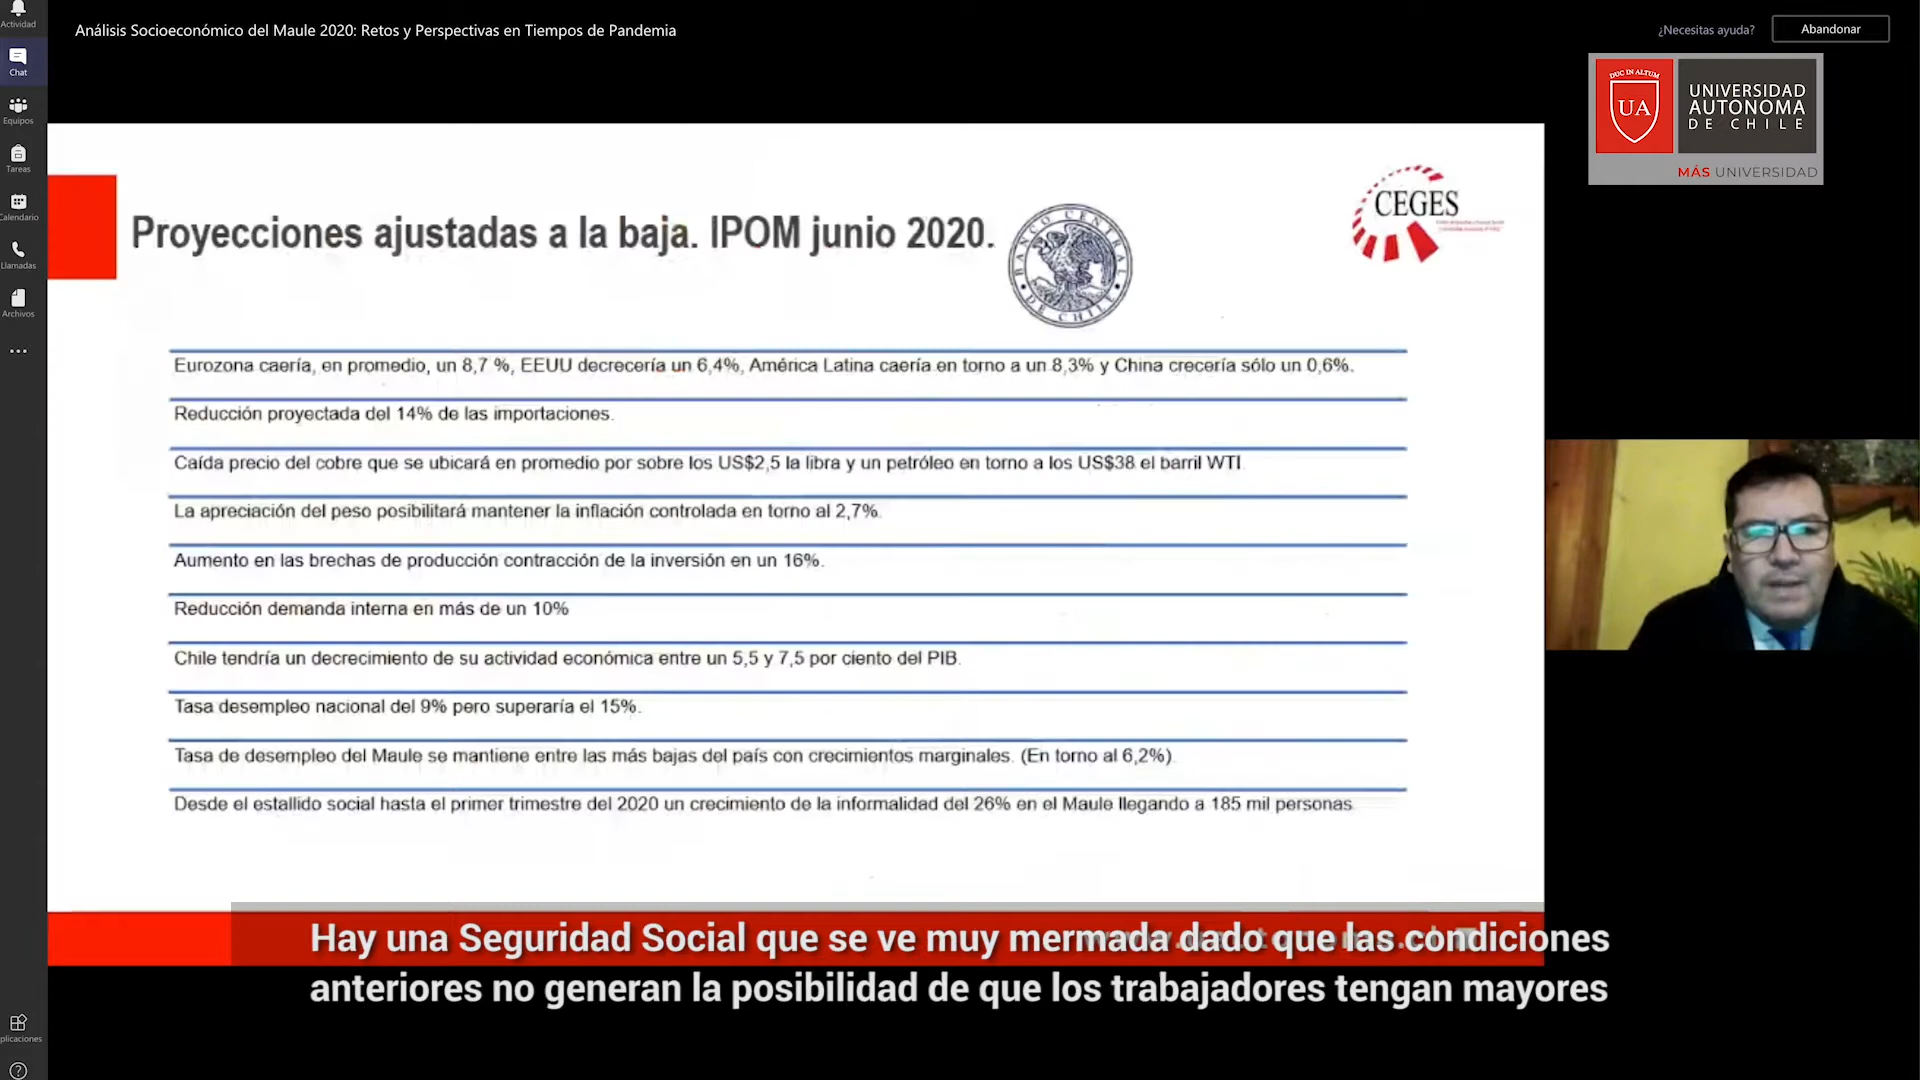 Actividad
Análisis Socioeconómico del Maule 2020: Retos y Perspectivas en Tiempos de Pandemia
¿Necesitas ayuda?
Abandonar
Chat
Equipos
Tareas
Calendario
Llamadas
Archivos
DUC IN ALTUM
UA
UNIVERSIDAD
AUTONOMA
DE CHILE
MÁS UNIVERSIDAD
Proyecciones ajustadas a la baja. IPOM junio 2020.
BANCO CENTRAL
DE CHILE
CEGES
Eurozona caería, en promedio, un 8,7 %, EEUU decrecería un 6,4%, América Latina caería en torno a un 8,3% y China crecería sólo un 0,6%.
Reducción proyectada del 14% de las importaciones.
Caída precio del cobre que se ubicará en promedio por sobre los US$2,5 la libra y un petróleo en torno a los US$38 el barril WTI
La apreciación del peso posibilitará mantener la inflación controlada en torno al 2,7%.
Aumento en las brechas de producción contracción de la inversión en un 16%.
Reducción demanda interna en más de un 10%
Chile tendría un decrecimiento de su actividad económica entre un 5,5 y 7,5 por ciento del PIB.
Tasa desempleo nacional del 9% pero superaría el 15%.
Tasa de desempleo del Maule se mantiene entre las más bajas del país con crecimientos marginales. (En torno al 6,2%)
Desde el estallido social hasta el primer trimestre del 2020 un crecimiento de la informalidad del 26% en el Maule llegando a 185 mil personas
Hay una Seguridad Social que se ve muy mermada dado que las condiciones
anteriores no generan la posibilidad de que los trabajadores tengan mayores
plicaciones